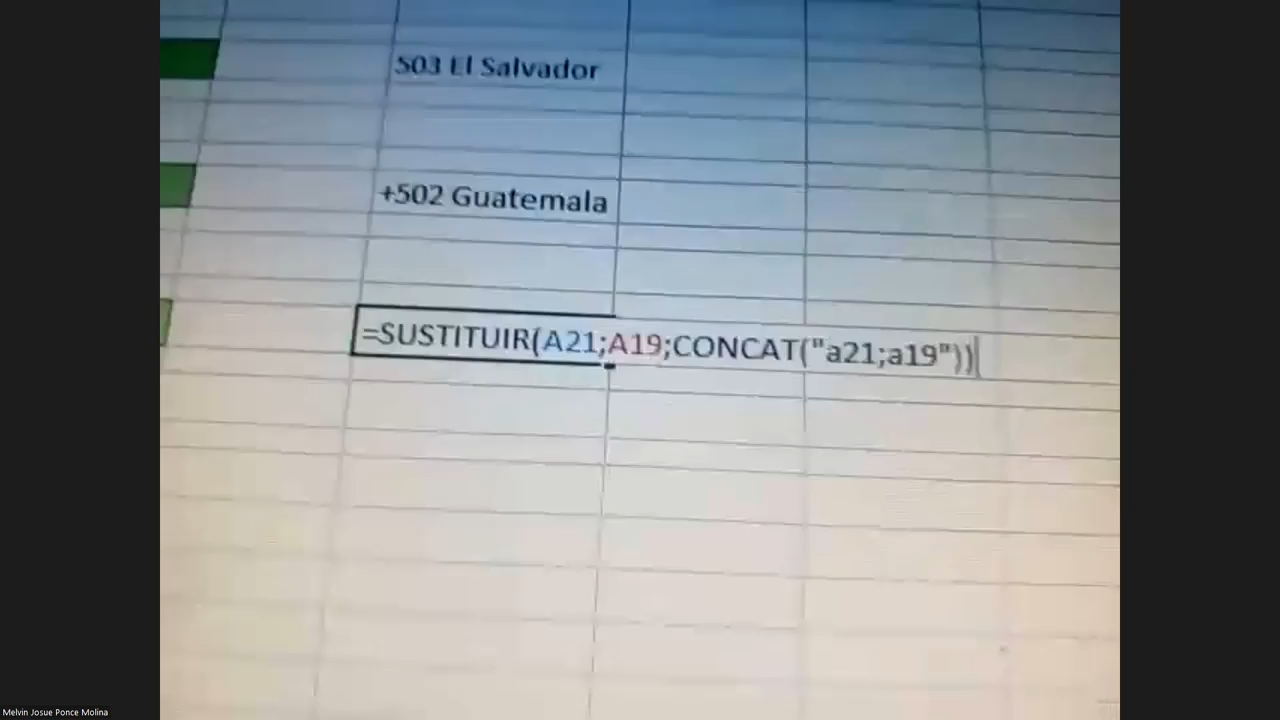 503 El Salvador
+502 Guatemala
=SUSTITUIR(A21;A19;CONCAT("a21;a19"))
Melvin Josue Ponce Molina